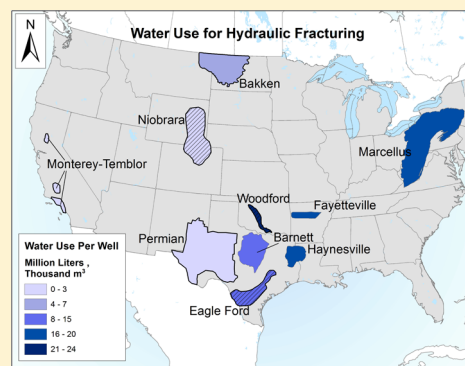 N
Water Use for Hydraulic Fracturing
Bakken
Niobrara
Marcellus
Monterey-Temblor
Woodford
Fayetteville
Permian
Barnett
Haynesville
Eagle Ford
Water Use Per Well
Million Liters ,
Thousand m³
0 - 3
4 - 7
8 - 15
16 - 20
21 - 24